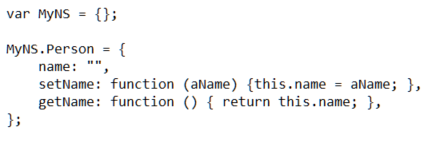 var MyNS = {};

MyNS.Person = {
    name: "",
    setName: function (aName) {this.name = aName; },
    getName: function () { return this.name; },
};